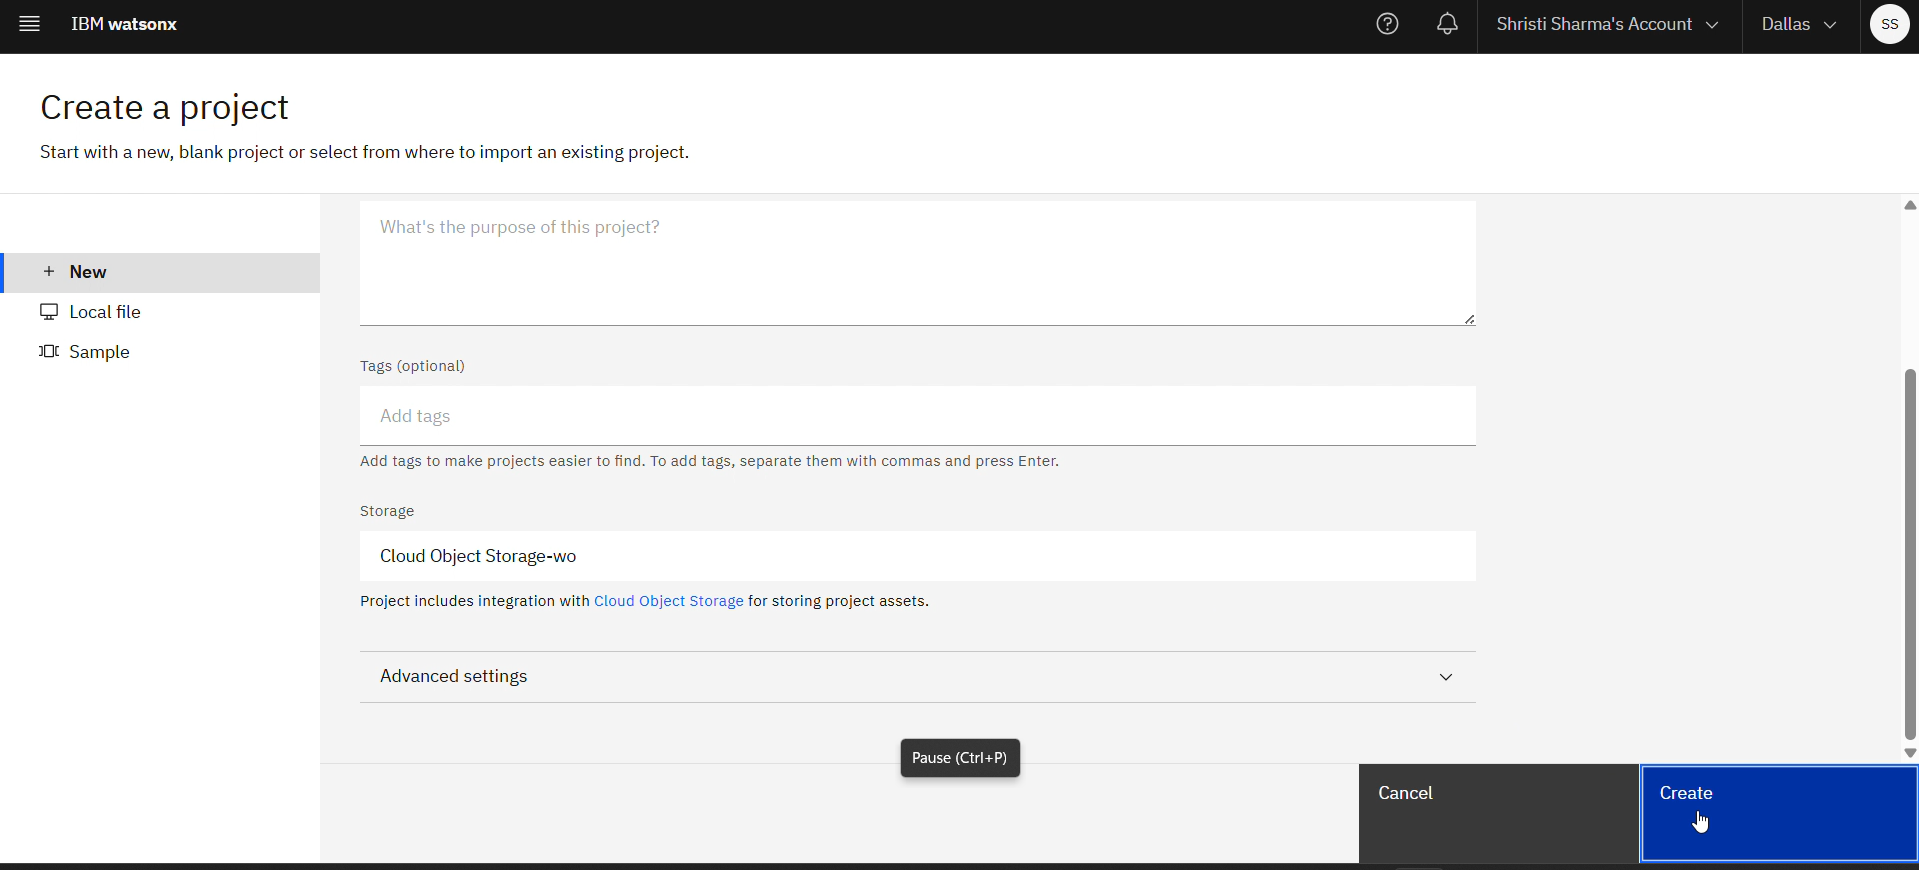 IBM watsonx
Shristi Sharma's Account
Dallas
SS
Create a project
Start with a new, blank project or select from where to import an existing project.
New
Local file
Sample
What's the purpose of this project?
Tags (optional)
Add tags
Add tags to make projects easier to find. To add tags, separate them with commas and press Enter.
Storage
Cloud Object Storage-wo
Project includes integration with Cloud Object Storage for storing project assets.
Advanced settings
Pause (Ctrl+P)
Cancel
Create